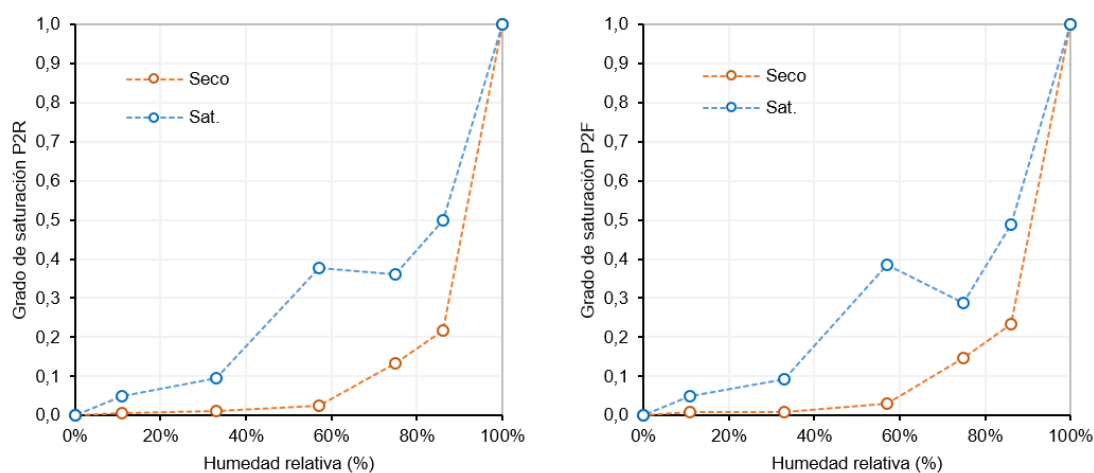 Grado de saturación P2R
1,0
0,9
0,8
0,7
0,6
0,5
0,4
0,3
0,2
0,1
0,0
Seco
Sat.
0% 20% 40% 60% 80% 100%
Humedad relativa (%)
Grado de saturación P2F
1,0
0,9
0,8
0,7
0,6
0,5
0,4
0,3
0,2
0,1
0,0
Seco
Sat.
0% 20% 40% 60% 80% 100%
Humedad relativa (%)